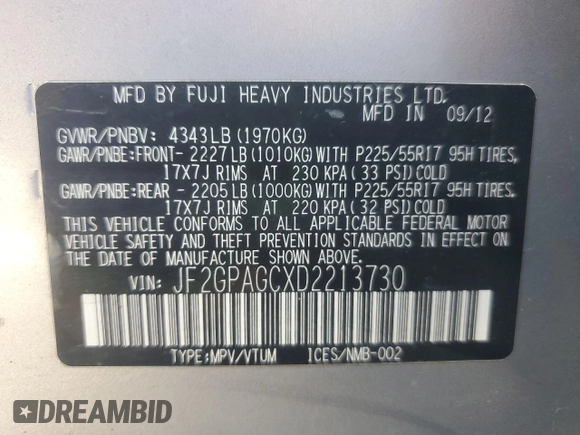 MFD BY FUJI HEAVY INDUSTRIES LTD.
MFD IN 09/12
GVWR/PNBV: 4343LB (1970KG)
GAWR/PNBE:FRONT- 2227LB (1010KG) WITH P225/55R17 95H TIRES,
17X7J RIMS AT 230 KPA ( 33 PSI) COLD
GAWR/PNBE:REAR - 2205LB (1000KG) WITH P225/55R17 95H TIRES,
17X7J RIMS AT 220 KPA ( 32 PSI) COLD
THIS VEHICLE CONFORMS TO ALL APPLICABLE FEDERAL MOTOR
VEHICLE SAFETY AND THEFT PREVENTION STANDARDS IN EFFECT
ON THE DATE OF MANUFACTURE SHOWN ABOVE.
VIN: JF2GPAGCXD2213730
TYPE:MPV/VTUM ICES/NMB-002
DREAMBID